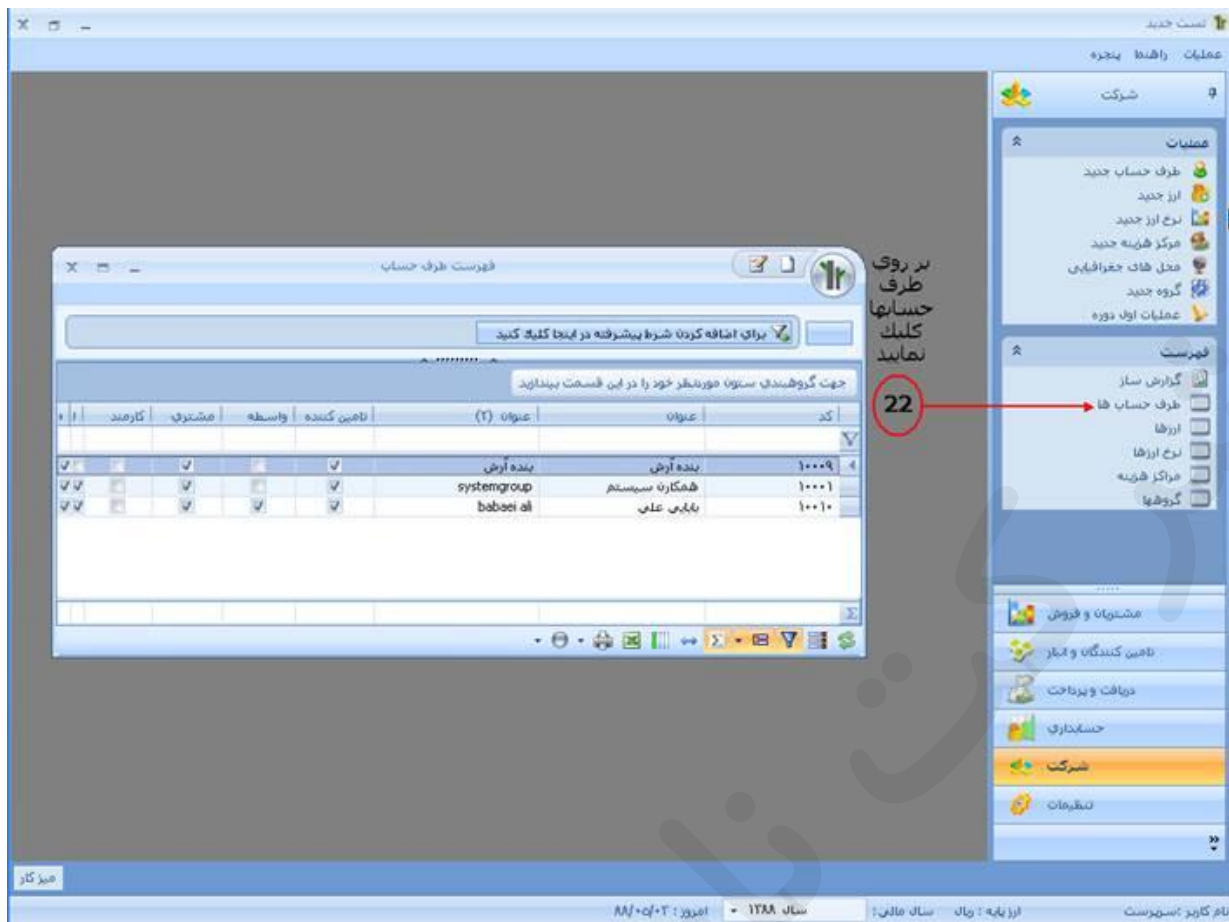 تست جدید
عملیات راهنما پنجره
شرکت
عملیات
طرف حساب جدید
ارز جدید
نرخ ارز جدید
مرکز هزینه جدید
محل های جغرافیایی
گروه جدید
عملیات اول دوره
فهرست
گزارش ساز
طرف حساب ها
ارزها
نرخ ارزها
مراکز هزینه
گروهها
مشتریان و فروش
تامین کنندگان و انبار
دریافت و پرداخت
حسابداری
شرکت
تنظیمات
بر روی
طرف
حسابها
کلیک
نمایید
22
فهرست طرف حساب
برای اضافه کردن شرط پیشرفته در اینجا کلیک کنید
جهت گروهبندی ستون موردنظر خود را در این قسمت بیندازید
کد عنوان عنوان (۲) تامین کننده واسطه مشتری کارمند
۱۰۰۰۹ بنده آرش بنده آرش
۱۰۰۰۱ همکاران سیستم systemgroup
۱۰۰۱۰ بابایی علی babaei ali
میز کار
نام کاربر :سرپرست ارز پایه : ریال سال مالی: سال ۱۳۸۸ امروز : ۸۸/۰۵/۰۳